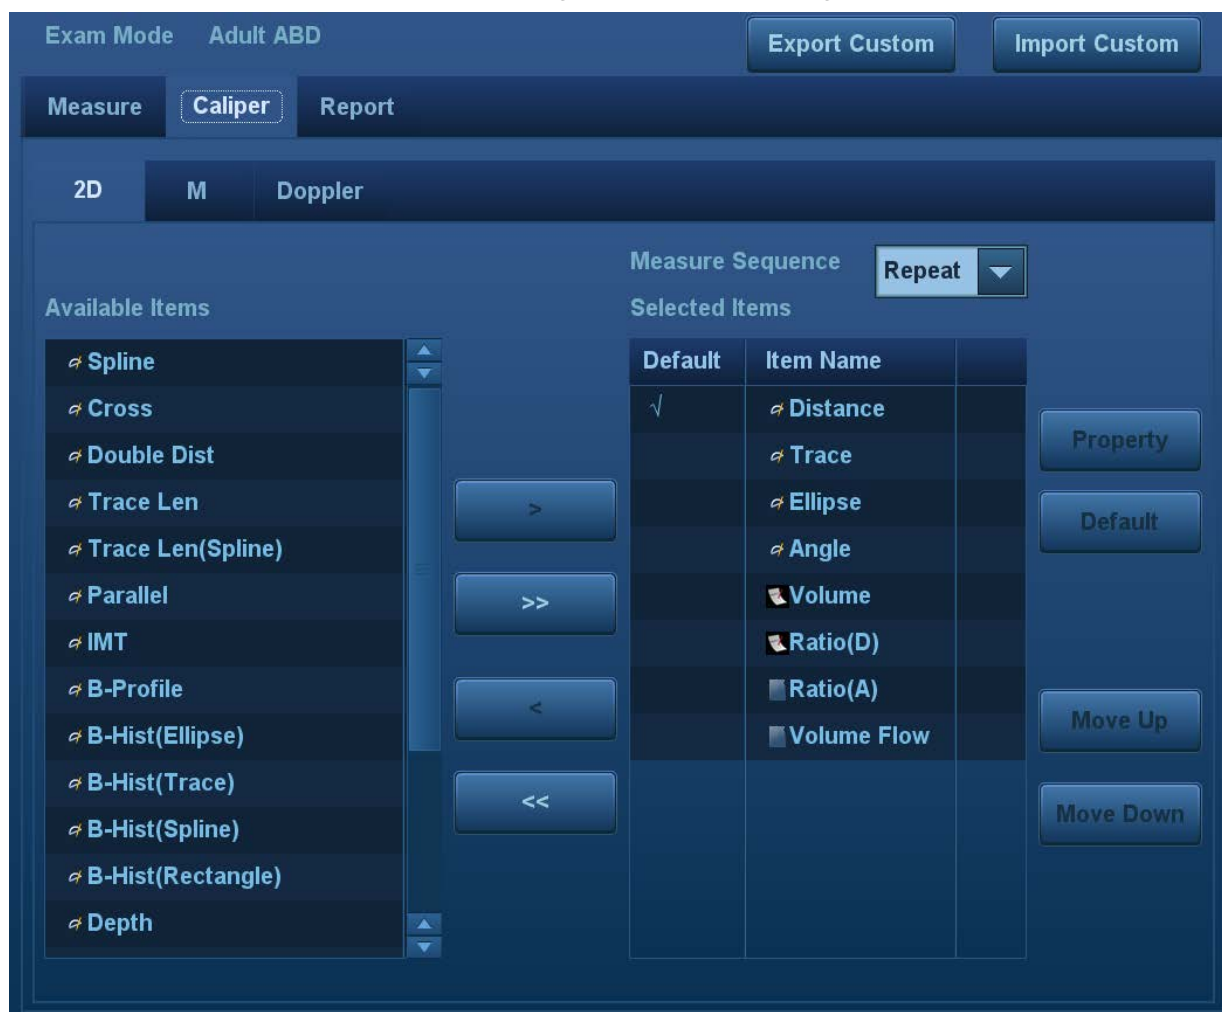 Exam Mode Adult ABD Export Custom Import Custom
Measure Caliper Report
2D M Doppler
Measure Sequence Repeat
Available Items Selected Items
Spline
Cross
Double Dist
Trace Len
Trace Len(Spline)
Parallel
IMT
B-Profile
B-Hist(Ellipse)
B-Hist(Trace)
B-Hist(Spline)
B-Hist(Rectangle)
Depth
>
>>
<
<<
Default Item Name
√ Distance
Trace
Ellipse
Angle
Volume
Ratio(D)
Ratio(A)
Volume Flow
Property
Default
Move Up
Move Down